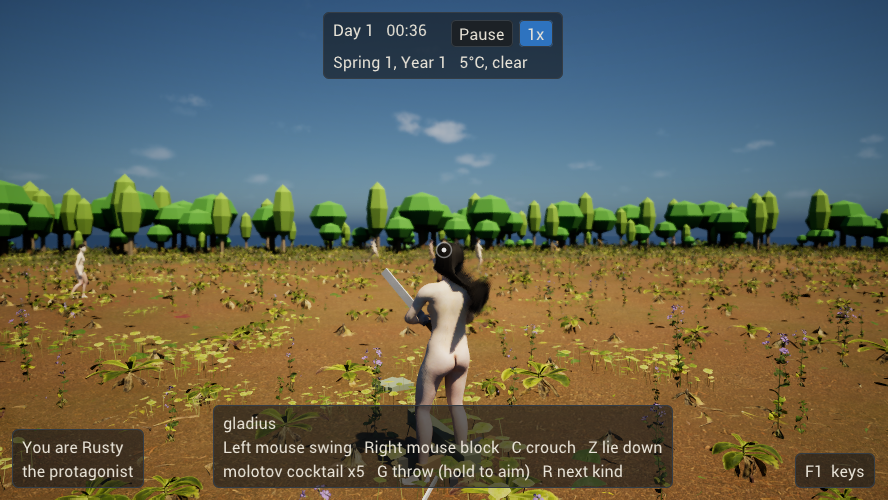 Day 1 00:36 Pause 1x
Spring 1, Year 1 5°C, clear
You are Rusty
the protagonist
gladius
Left mouse swing Right mouse block C crouch Z lie down
molotov cocktail x5 G throw (hold to aim) R next kind
F1 keys